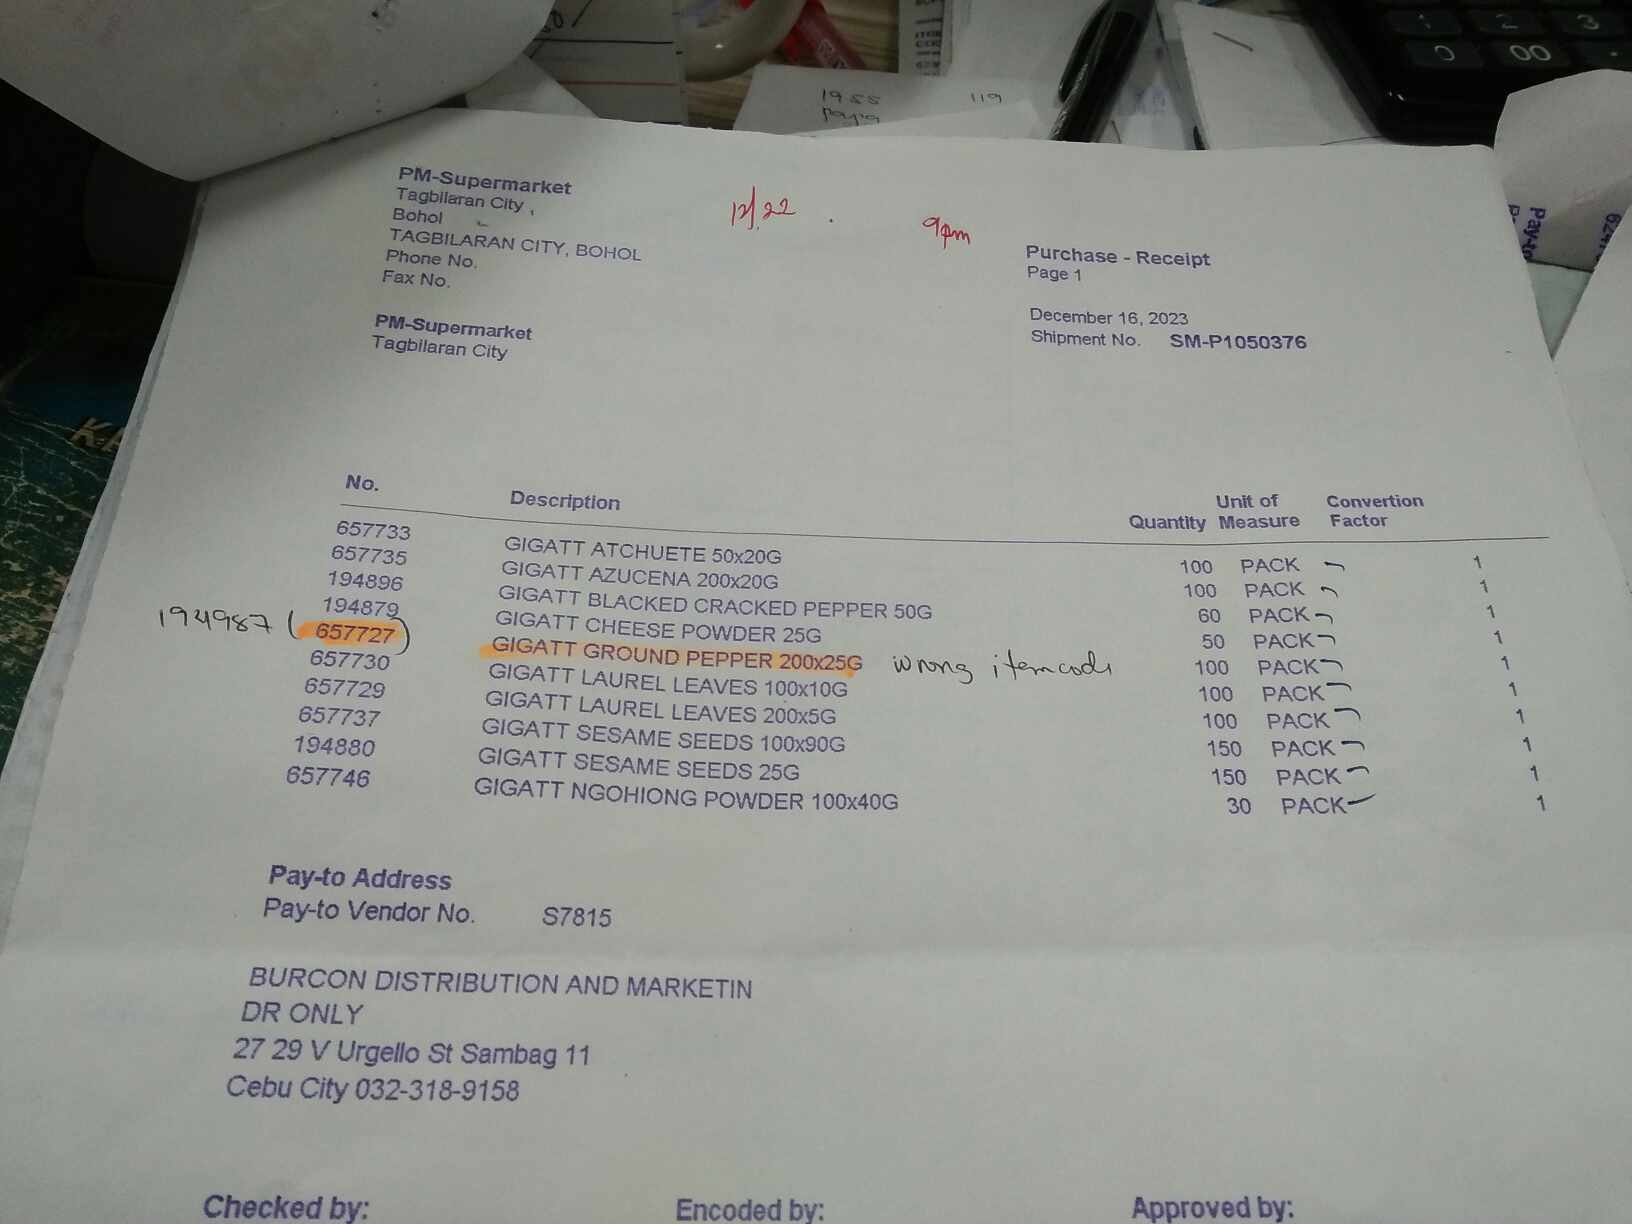 1955 119
papa
1 2 3
0 00 .
PM-Supermarket
Tagbilaran City ,
Bohol
TAGBILARAN CITY, BOHOL
Phone No.
Fax No.
12/22 . 9pm
Purchase - Receipt
Page 1
PM-Supermarket
Tagbilaran City
December 16, 2023
Shipment No. SM-P1050376
No. Description Quantity Unit of Measure Convertion Factor
657733 GIGATT ATCHUETE 50x20G 100 PACK 1
657735 GIGATT AZUCENA 200x20G 100 PACK 1
194896 GIGATT BLACKED CRACKED PEPPER 50G 60 PACK 1
194879 GIGATT CHEESE POWDER 25G 50 PACK 1
194987 (657727) GIGATT GROUND PEPPER 200x25G wrong itemcode 100 PACK 1
657730 GIGATT LAUREL LEAVES 100x10G 100 PACK 1
657729 GIGATT LAUREL LEAVES 200x5G 100 PACK 1
657737 GIGATT SESAME SEEDS 100x90G 150 PACK 1
194880 GIGATT SESAME SEEDS 25G 150 PACK 1
657746 GIGATT NGOHIONG POWDER 100x40G 30 PACK 1
Pay-to Address
Pay-to Vendor No. S7815
BURCON DISTRIBUTION AND MARKETIN
DR ONLY
27 29 V Urgello St Sambag 11
Cebu City 032-318-9158
Checked by: Encoded by: Approved by: